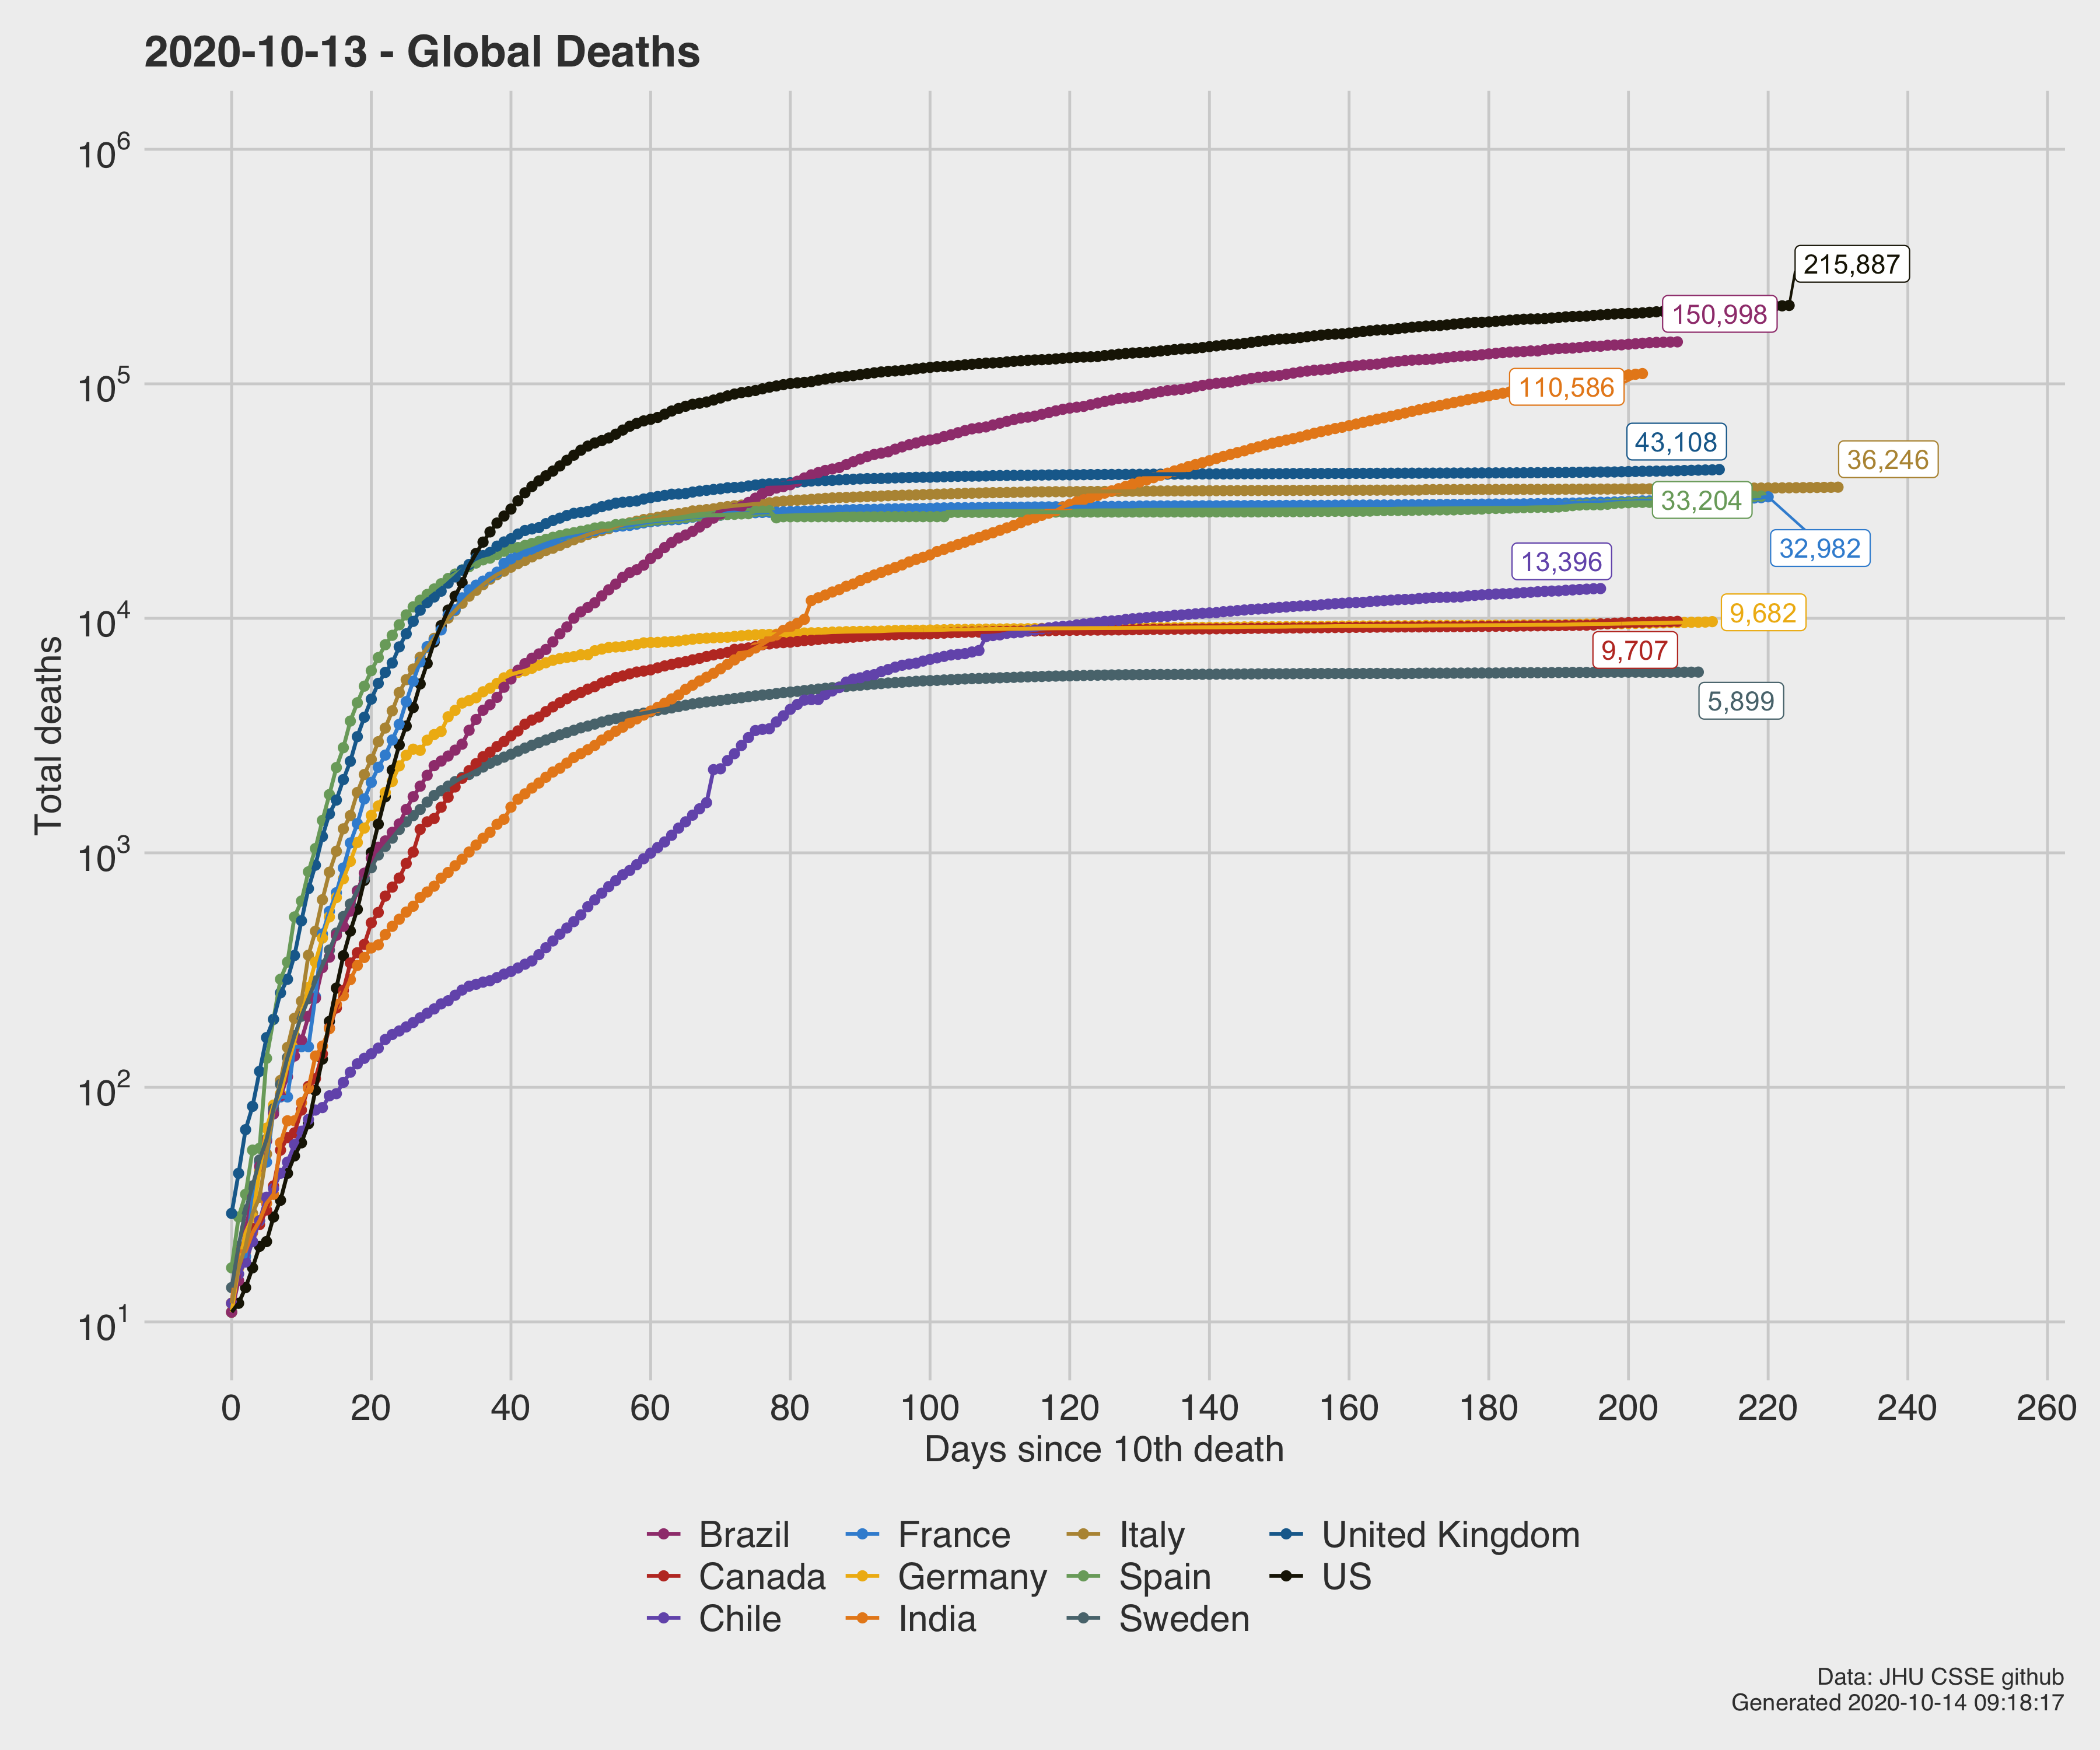 2020-10-13 - Global Deaths
10^6
10^5
10^4
10^3
10^2
10^1
Total deaths
215,887
150,998
110,586
43,108
36,246
33,204
32,982
13,396
9,682
9,707
5,899
0 20 40 60 80 100 120 140 160 180 200 220 240 260
Days since 10th death
Brazil France Italy United Kingdom
Canada Germany Spain US
Chile India Sweden
Data: JHU CSSE github
Generated 2020-10-14 09:18:17